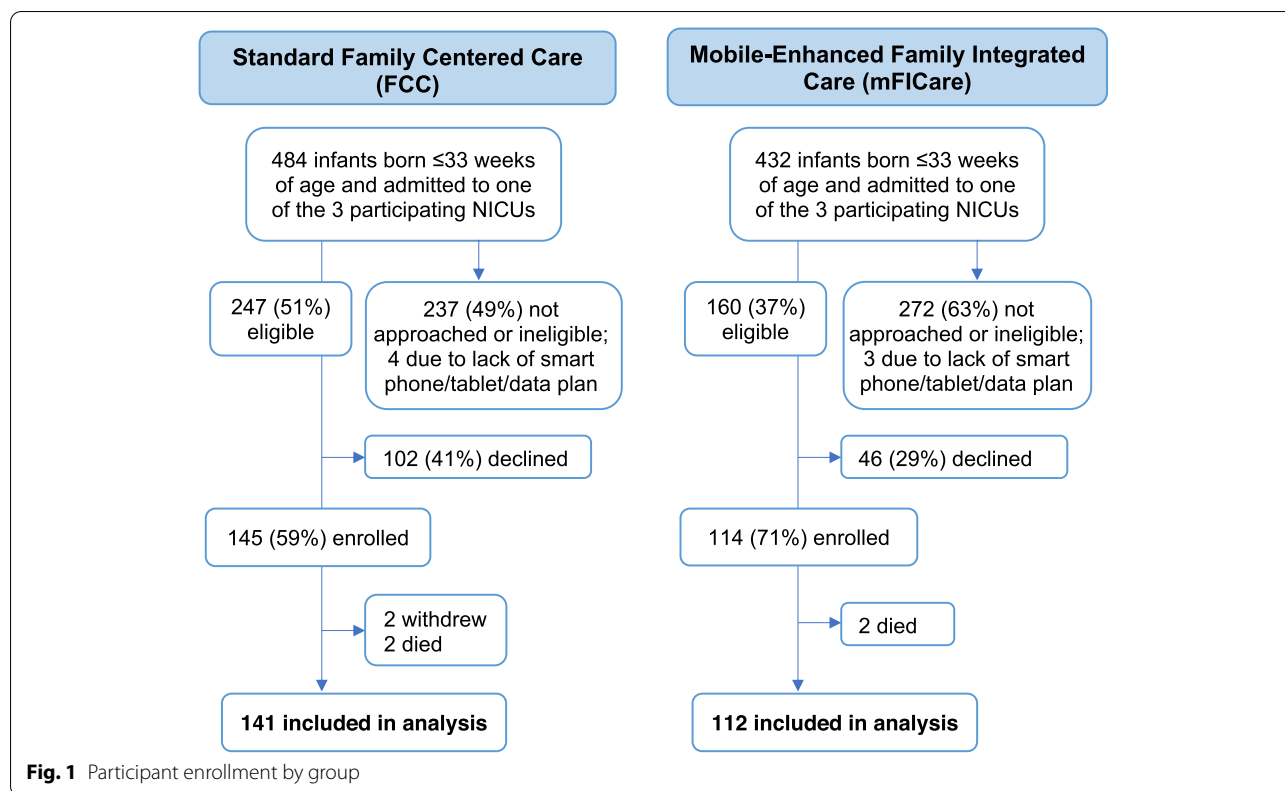 Standard Family Centered Care
(FCC)
484 infants born ≤33 weeks
of age and admitted to one
of the 3 participating NICUs
247 (51%)
eligible
237 (49%) not
approached or ineligible;
4 due to lack of smart
phone/tablet/data plan
102 (41%) declined
145 (59%) enrolled
2 withdrew
2 died
141 included in analysis
Mobile-Enhanced Family Integrated
Care (mFICare)
432 infants born ≤33 weeks
of age and admitted to one
of the 3 participating NICUs
160 (37%)
eligible
272 (63%) not
approached or ineligible;
3 due to lack of smart
phone/tablet/data plan
46 (29%) declined
114 (71%) enrolled
2 died
112 included in analysis
Fig. 1 Participant enrollment by group